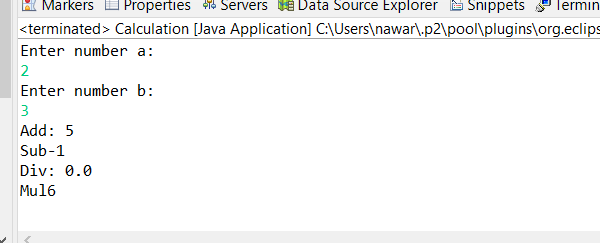 Markers Properties Servers Data Source Explorer Snippets Termin
<terminated> Calculation [Java Application] C:\Users\nawar\.p2\pool\plugins\org.eclips
Enter number a:
2
Enter number b:
3
Add: 5
Sub-1
Div: 0.0
Mul6